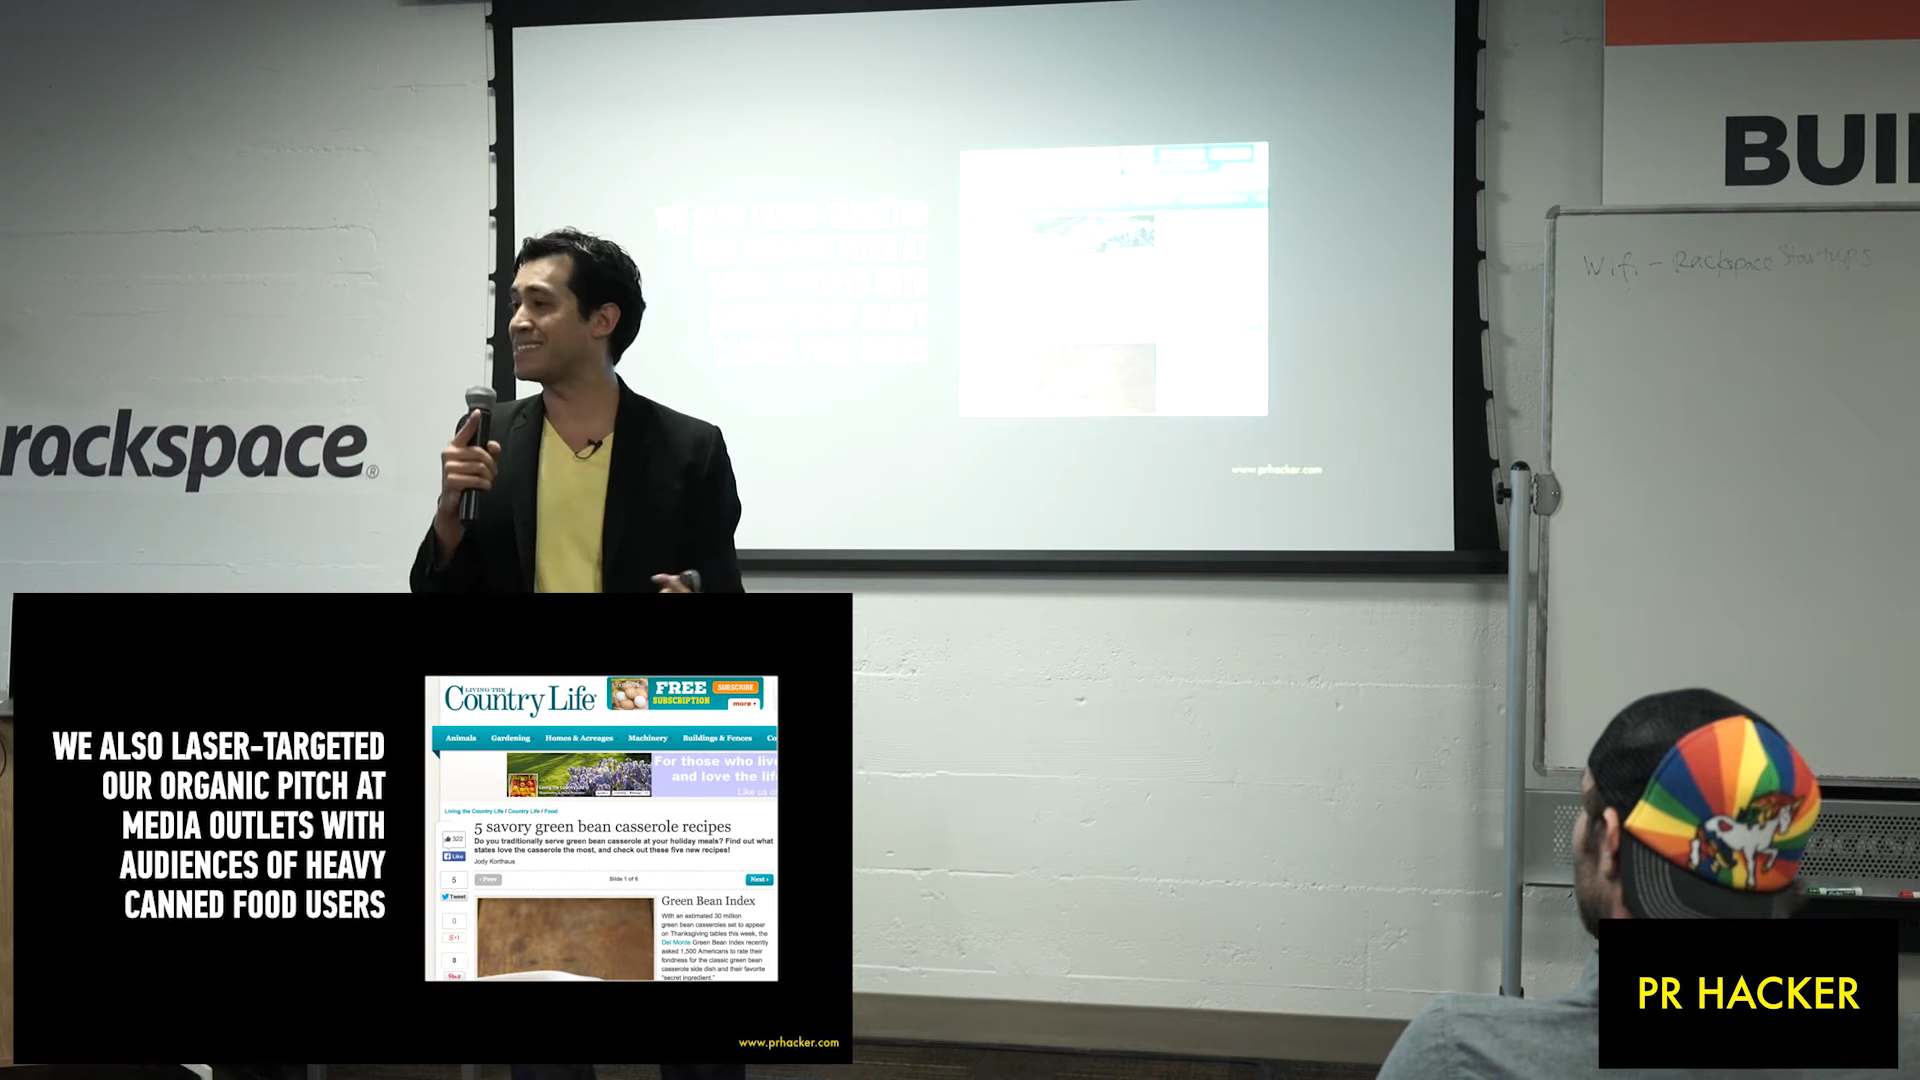 BUI
Wifi - Rackspace Startups
rackspace®
www.prhacker.com
WE ALSO LASER-TARGETED
OUR ORGANIC PITCH AT
MEDIA OUTLETS WITH
AUDIENCES OF HEAVY
CANNED FOOD USERS
LIVING THE
Country Life
FREE
SUBSCRIPTION
SUBSCRIBE
more
Animals Gardening Homes & Acreages Machinery Buildings & Fences Co
For those who live
and love the life
Like us
Living the Country Life / Country Life / Food
5 savory green bean casserole recipes
Do you traditionally serve green bean casserole at your holiday meals? Find out what
states love the casserole the most, and check out these five new recipes!
Jody Korthaus
322
Like
5
Tweet
0
+1
0
Pin it
‹ Prev
Slide 1 of 6
Next ›
Green Bean Index
With an estimated 30 million
green bean casseroles set to appear
on Thanksgiving tables this week, the
Del Monte Green Bean Index recently
asked 1,500 Americans to rate their
fondness for the classic green bean
casserole side dish and their favorite
"secret ingredient."
www.prhacker.com
PR HACKER